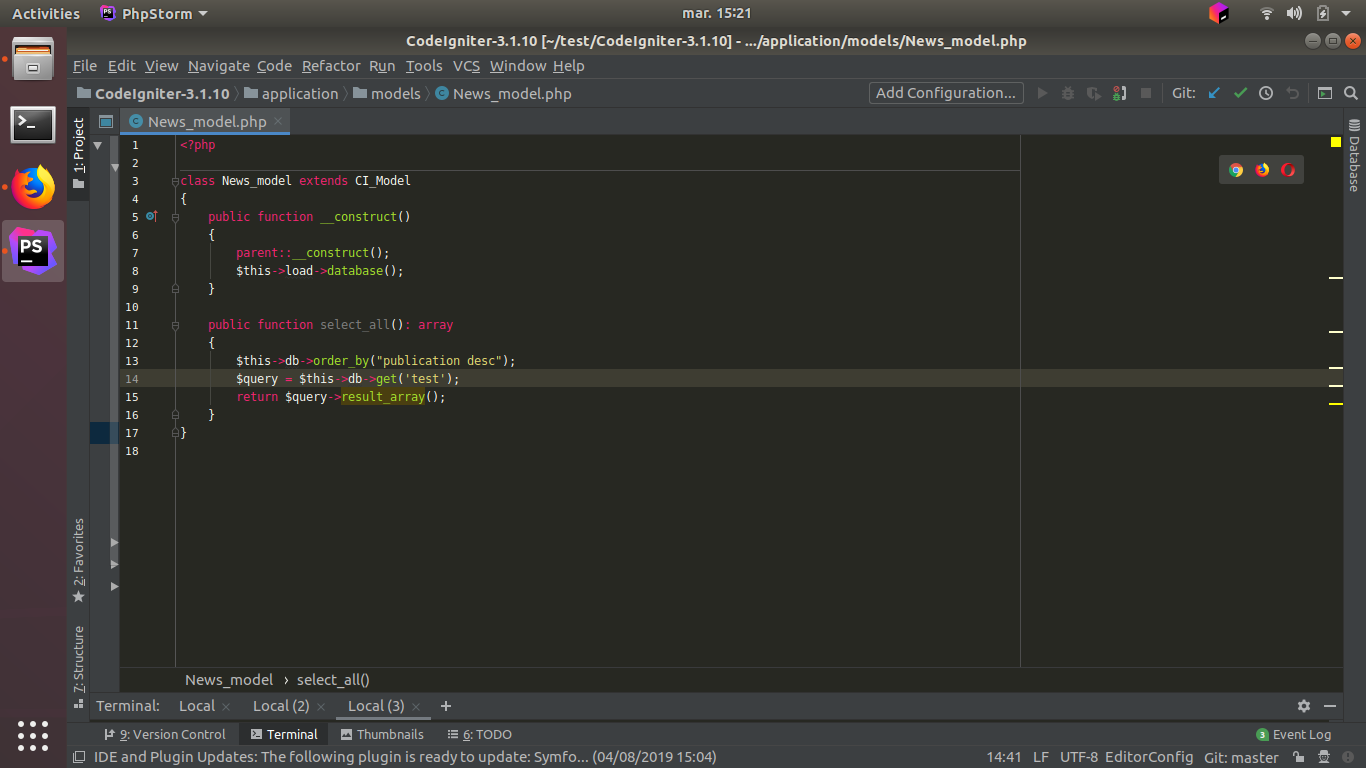 Activities PhpStorm mar. 15:21
CodeIgniter-3.1.10 [~/test/CodeIgniter-3.1.10] - .../application/models/News_model.php
File Edit View Navigate Code Refactor Run Tools VCS Window Help
CodeIgniter-3.1.10 application models News_model.php Add Configuration... Git:
1: Project
News_model.php
Database
1 <?php
2
3 class News_model extends CI_Model
4 {
5 public function __construct()
6 {
7 parent::__construct();
8 $this->load->database();
9 }
10
11 public function select_all(): array
12 {
13 $this->db->order_by("publication desc");
14 $query = $this->db->get('test');
15 return $query->result_array();
16 }
17 }
18
PS
2: Favorites
7: Structure
News_model › select_all()
Terminal: Local × Local (2) × Local (3) × +
9: Version Control Terminal Thumbnails 6: TODO 3 Event Log
IDE and Plugin Updates: The following plugin is ready to update: Symfo... (04/08/2019 15:04) 14:41 LF UTF-8 EditorConfig Git: master